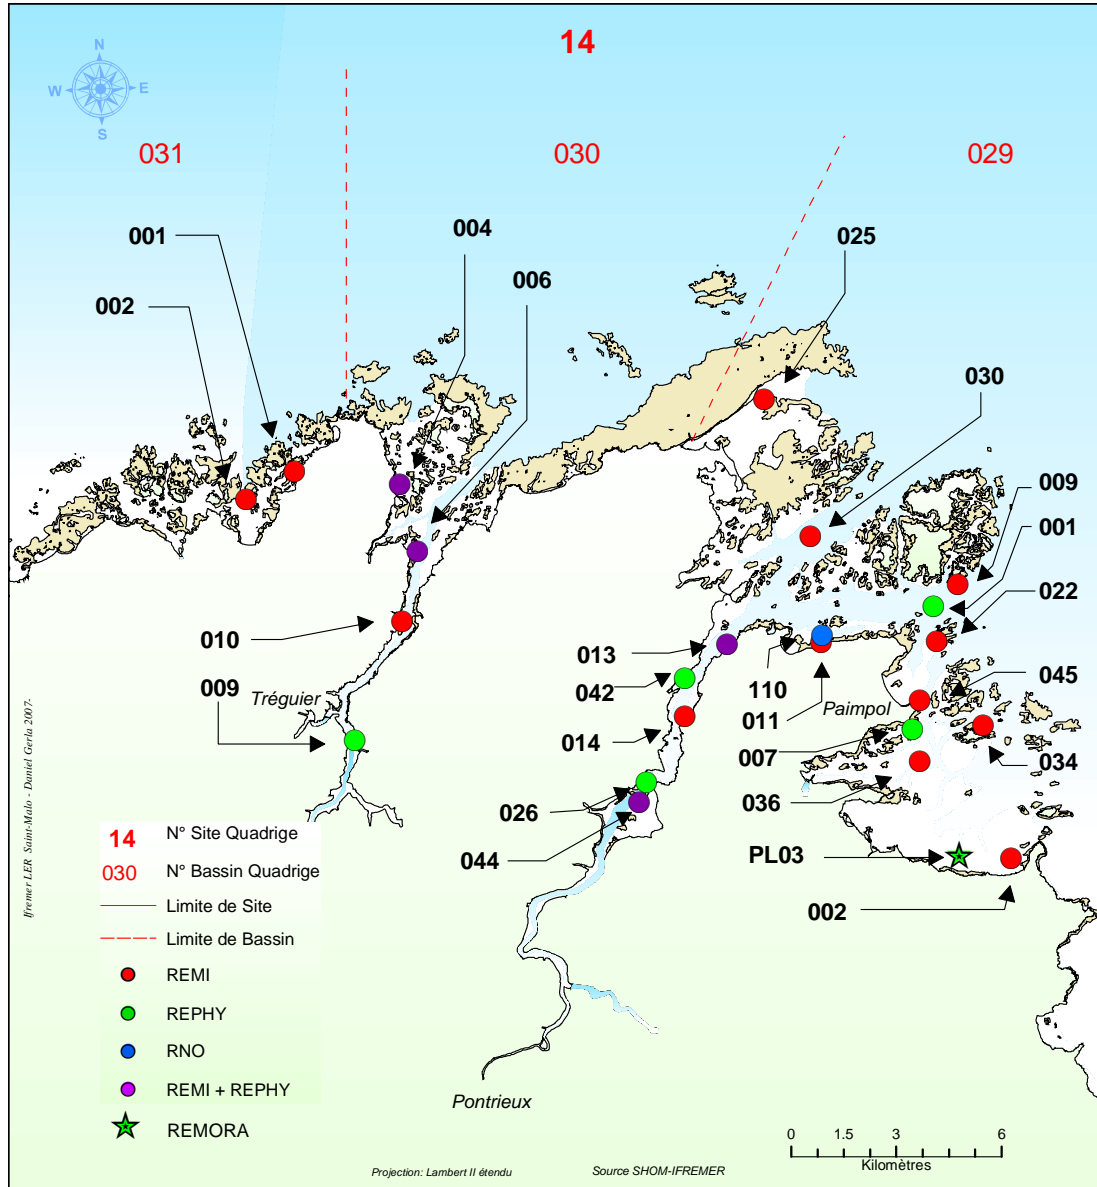 14
N
W E
S
031
030
029
001
004
025
006
002
030
009
001
022
010
013
045
009
Tréguier
042
110
011
Paimpol
014
007
034
036
026
044
PL03
002
14 N° Site Quadrige
030 N° Bassin Quadrige
Limite de Site
Limite de Bassin
REMI
REPHY
RNO
REMI + REPHY
REMORA
Pontrieux
0 1.5 3 6
Kilomètres
Projection: Lambert II étendu
Source SHOM-IFREMER
Ifremer LER Saint-Malo - Daniel Gerla 2007-